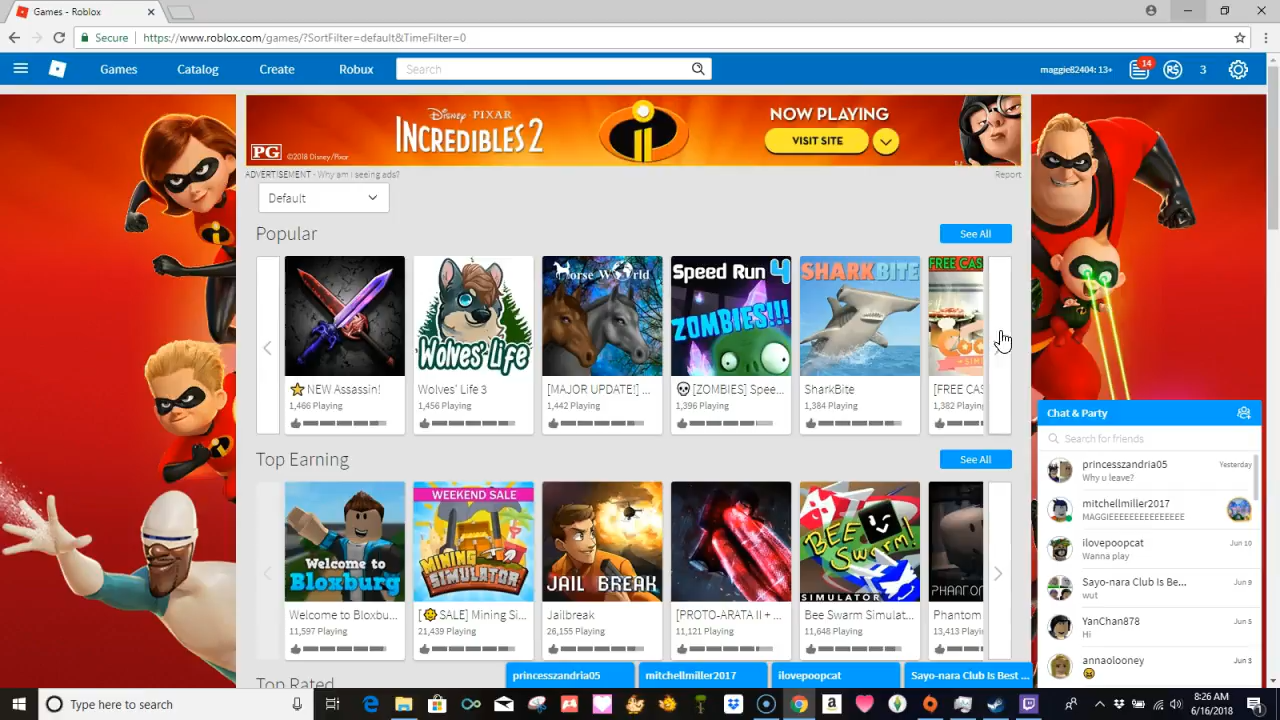 Games - Roblox
Secure
https://www.roblox.com/games/?SortFilter=default&TimeFilter=0
Games
Catalog
Create
Robux
Search
maggie82404: 13+
14
3
DISNEY PIXAR
INCREDIBLES 2
PG
©2018 Disney/Pixar
NOW PLAYING
VISIT SITE
ADVERTISEMENT - Why am I seeing ads?
Report
Default
Popular
See All
Wolves' Life
Horse World
Speed Run 4
ZOMBIES!!!
SHARKBITE
FREE CAS
NEW Assassin!
Wolves' Life 3
[MAJOR UPDATE!] ...
[ZOMBIES] Spee...
SharkBite
[FREE CAS
1,466 Playing
1,456 Playing
1,442 Playing
1,396 Playing
1,384 Playing
1,382 Playing
Top Earning
See All
Welcome to
Bloxburg
WEEKEND SALE
MINING
SIMULATOR
JAIL BREAK
BEE
Swarm!
SIMULATOR
PHANTOM
Welcome to Bloxbu...
[ SALE] Mining Si...
Jailbreak
[PROTO-ARATA II + ...
Bee Swarm Simulat...
Phantom
11,597 Playing
21,439 Playing
26,155 Playing
11,121 Playing
11,648 Playing
13,413 Playing
Top Rated
Chat & Party
Search for friends
princesszandria05
Yesterday
Why u leave?
mitchellmiller2017
MAGGIEEEEEEEEEEEEEEE
ilovepoopcat
Jun 10
Wanna play
Sayo-nara Club Is Be...
Jun 9
wut
YanChan878
Jun 5
Hi
annaolooney
Jun 3
princesszandria05
mitchellmiller2017
ilovepoopcat
Sayo-nara Club Is Best ...
Type here to search
8:26 AM
6/16/2018